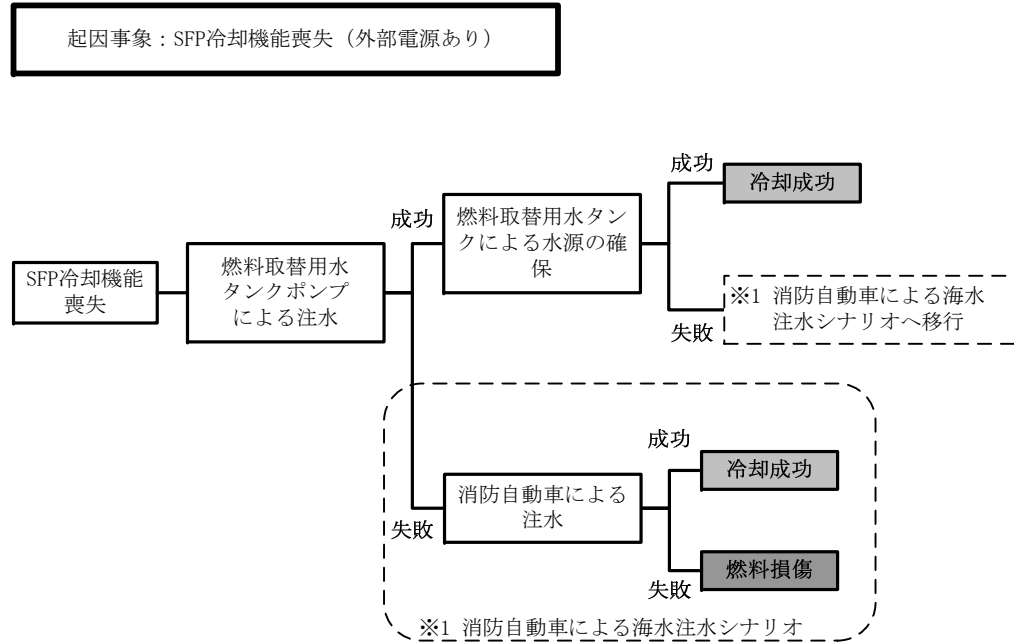 起因事象：SFP冷却機能喪失（外部電源あり）
SFP冷却機能
喪失
燃料取替用水
タンクポンプ
による注水
成功
燃料取替用水タン
クによる水源の確
保
成功
冷却成功
失敗
※1 消防自動車による海水
注水シナリオへ移行
失敗
消防自動車による
注水
成功
冷却成功
失敗
燃料損傷
※1 消防自動車による海水注水シナリオ